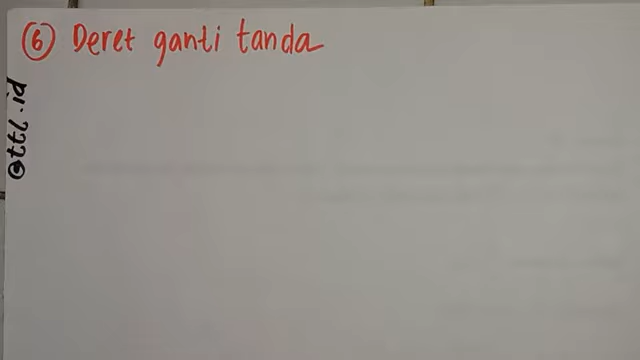 ⑥ Deret ganti tanda
@ttl.id